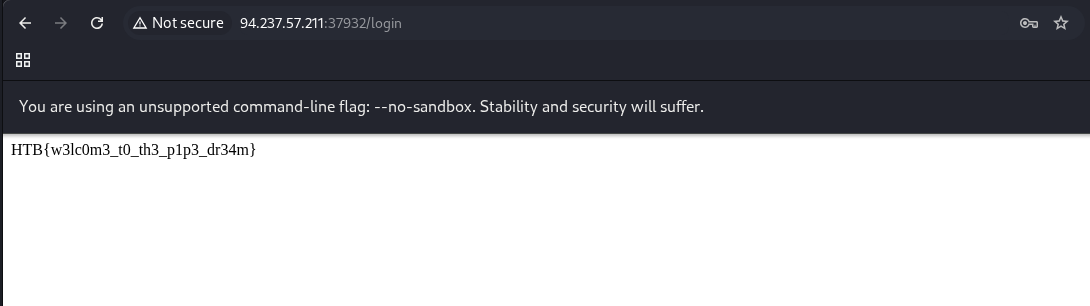 Not secure 94.237.57.211:37932/login
You are using an unsupported command-line flag: --no-sandbox. Stability and security will suffer.
HTB{w3lc0m3_t0_th3_p1p3_dr34m}